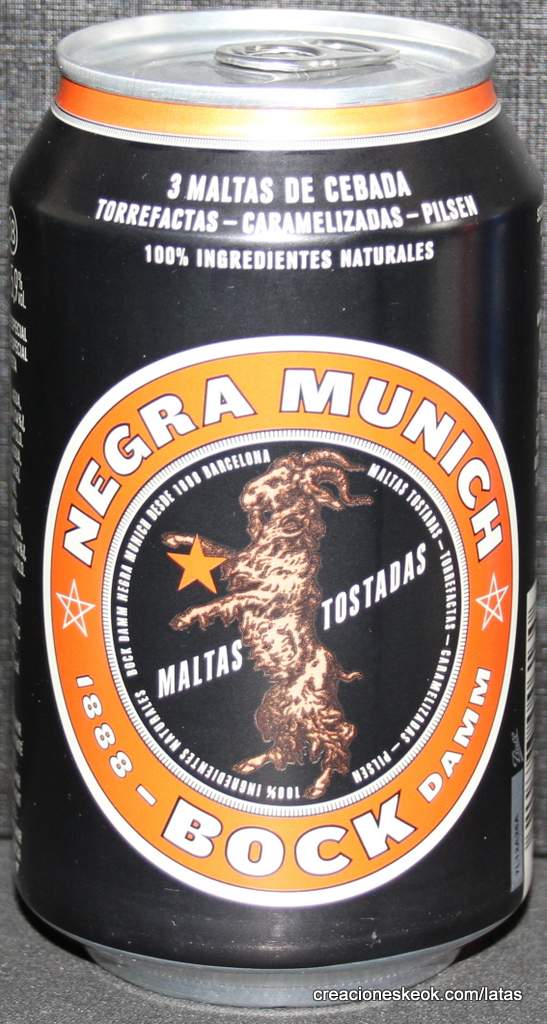 3 MALTAS DE CEBADA
TORREFACTAS – CARAMELIZADAS – PILSEN
100% INGREDIENTES NATURALES
NEGRA MUNICH
BOCK DAMM NEGRA MUNICH DESDE 1888 BARCELONA
MALTAS TOSTADAS – TORREFACTAS – CARAMELIZADAS – PILSEN
100% INGREDIENTES NATURALES
MALTAS TOSTADAS
1888 – BOCK DAMM
creacioneskeok.com/latas